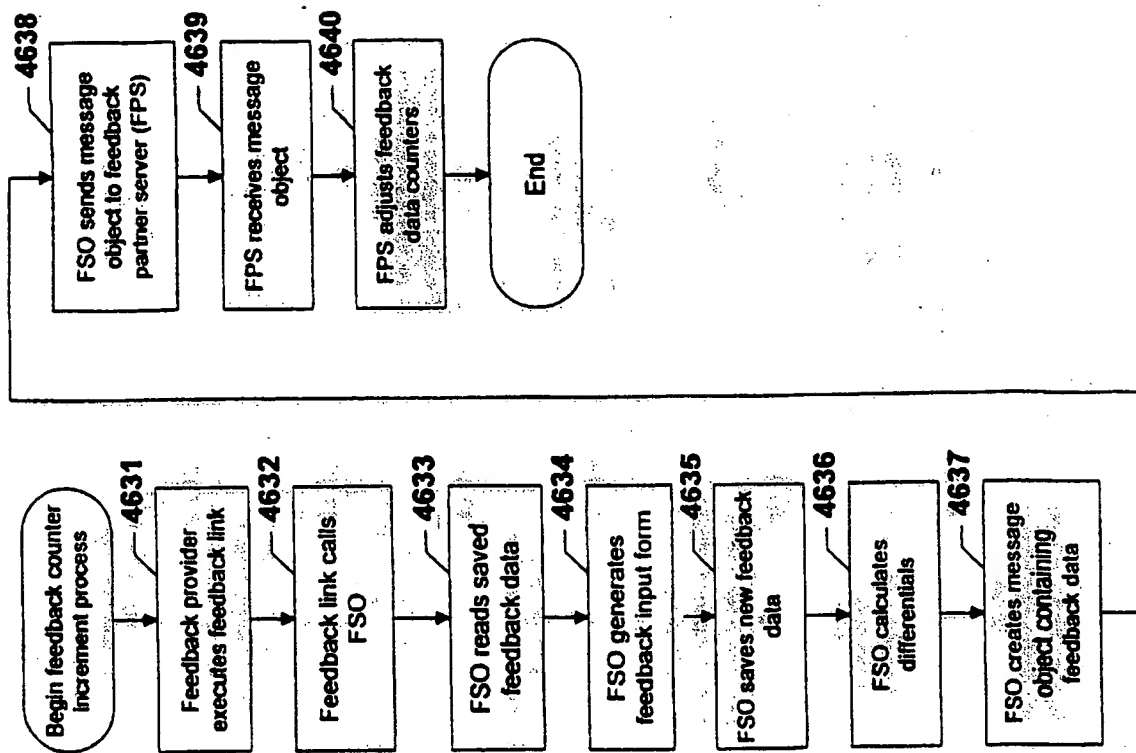 Begin feedback counter
increment process
4631
Feedback provider
executes feedback link
4632
Feedback link calls
FSO
4633
FSO reads saved
feedback data
4634
FSO generates
feedback input form
4635
FSO saves new feedback
data
4636
FSO calculates
differentials
4637
FSO creates message
object containing
feedback data
4638
FSO sends message
object to feedback
partner server (FPS)
4639
FPS receives message
object
4640
FPS adjusts feedback
data counters
End